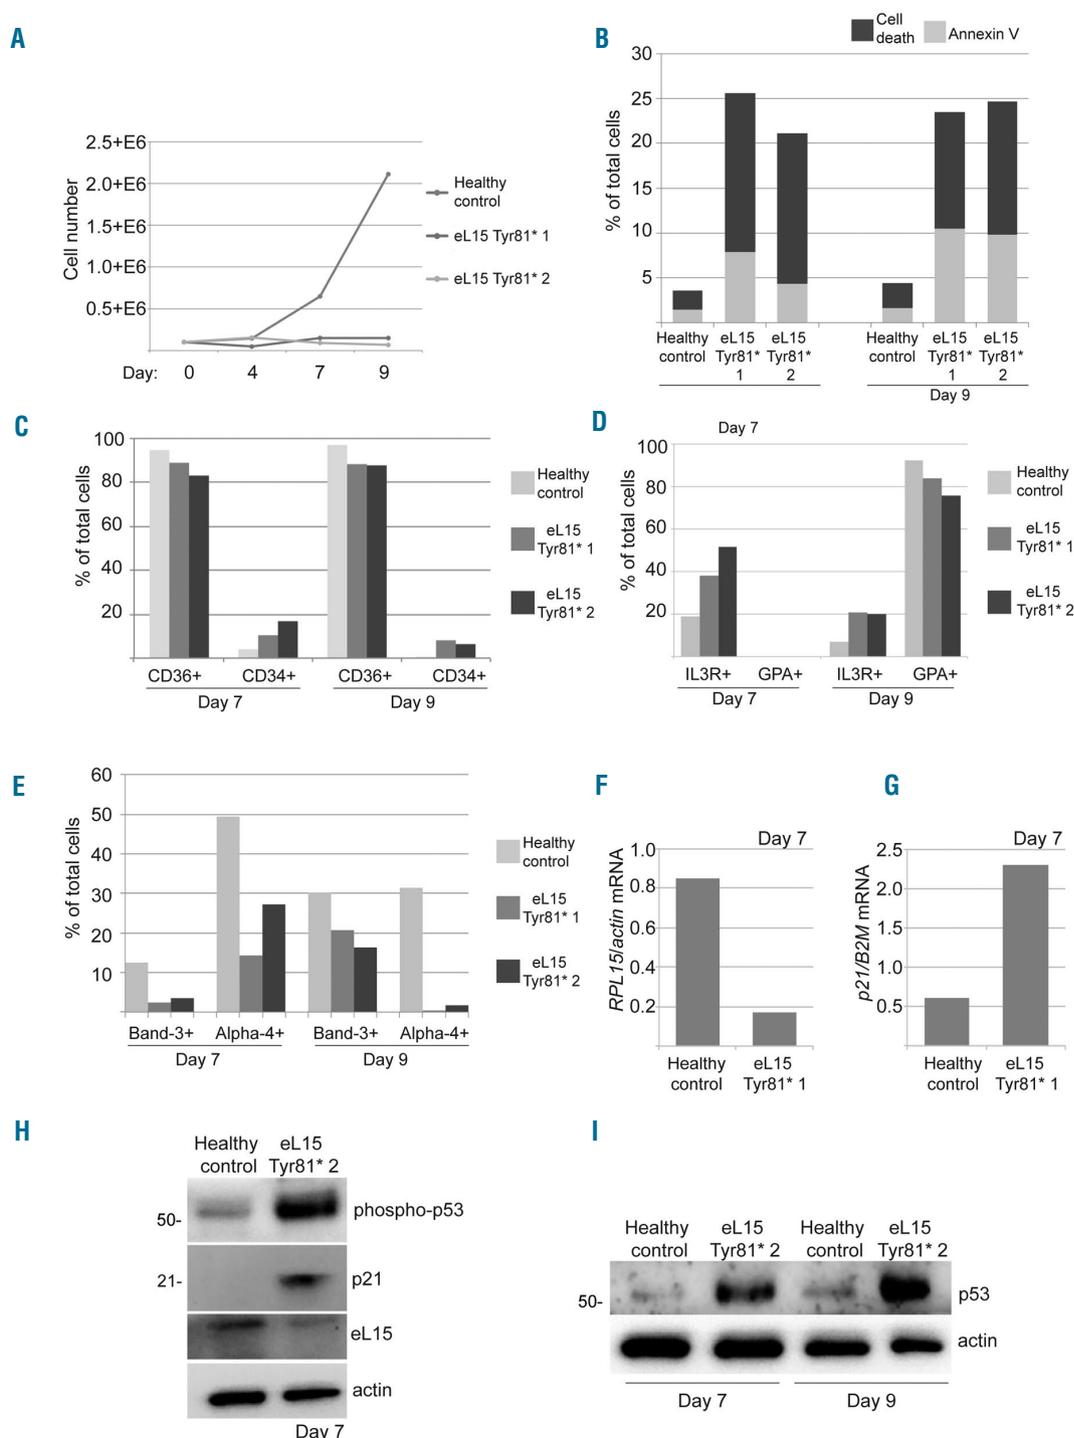 A
2.5+E6
2.0+E6
1.5+E6
1.0+E6
0.5+E6
Cell number
Day: 0 4 7 9
Healthy
control
eL15 Tyr81* 1
eL15 Tyr81* 2
B
Cell
death
Annexin V
30
25
20
15
10
5
% of total cells
Healthy
control
eL15
Tyr81*
1
eL15
Tyr81*
2
Healthy
control
eL15
Tyr81*
1
eL15
Tyr81*
2
Day 9
C
100
80
60
40
20
% of total cells
CD36+ CD34+ CD36+ CD34+
Day 7 Day 9
Healthy
control
eL15
Tyr81* 1
eL15
Tyr81* 2
D
Day 7
100
80
60
40
20
% of total cells
IL3R+ GPA+ IL3R+ GPA+
Day 7 Day 9
Healthy
control
eL15
Tyr81* 1
eL15
Tyr81* 2
E
60
50
40
30
20
10
% of total cells
Band-3+ Alpha-4+ Band-3+ Alpha-4+
Day 7 Day 9
Healthy
control
eL15
Tyr81* 1
eL15
Tyr81* 2
F
Day 7
1.0
0.8
0.6
0.4
0.2
RPL15/actin mRNA
Healthy
control
eL15
Tyr81* 1
G
Day 7
2.5
2.0
1.5
1.0
0.5
p21/B2M mRNA
Healthy
control
eL15
Tyr81* 1
H
Healthy
control
eL15
Tyr81* 2
50-
phospho-p53
21-
p21
eL15
actin
Day 7
I
Healthy
control
eL15
Tyr81* 2
Healthy
control
eL15
Tyr81* 2
50-
p53
actin
Day 7 Day 9